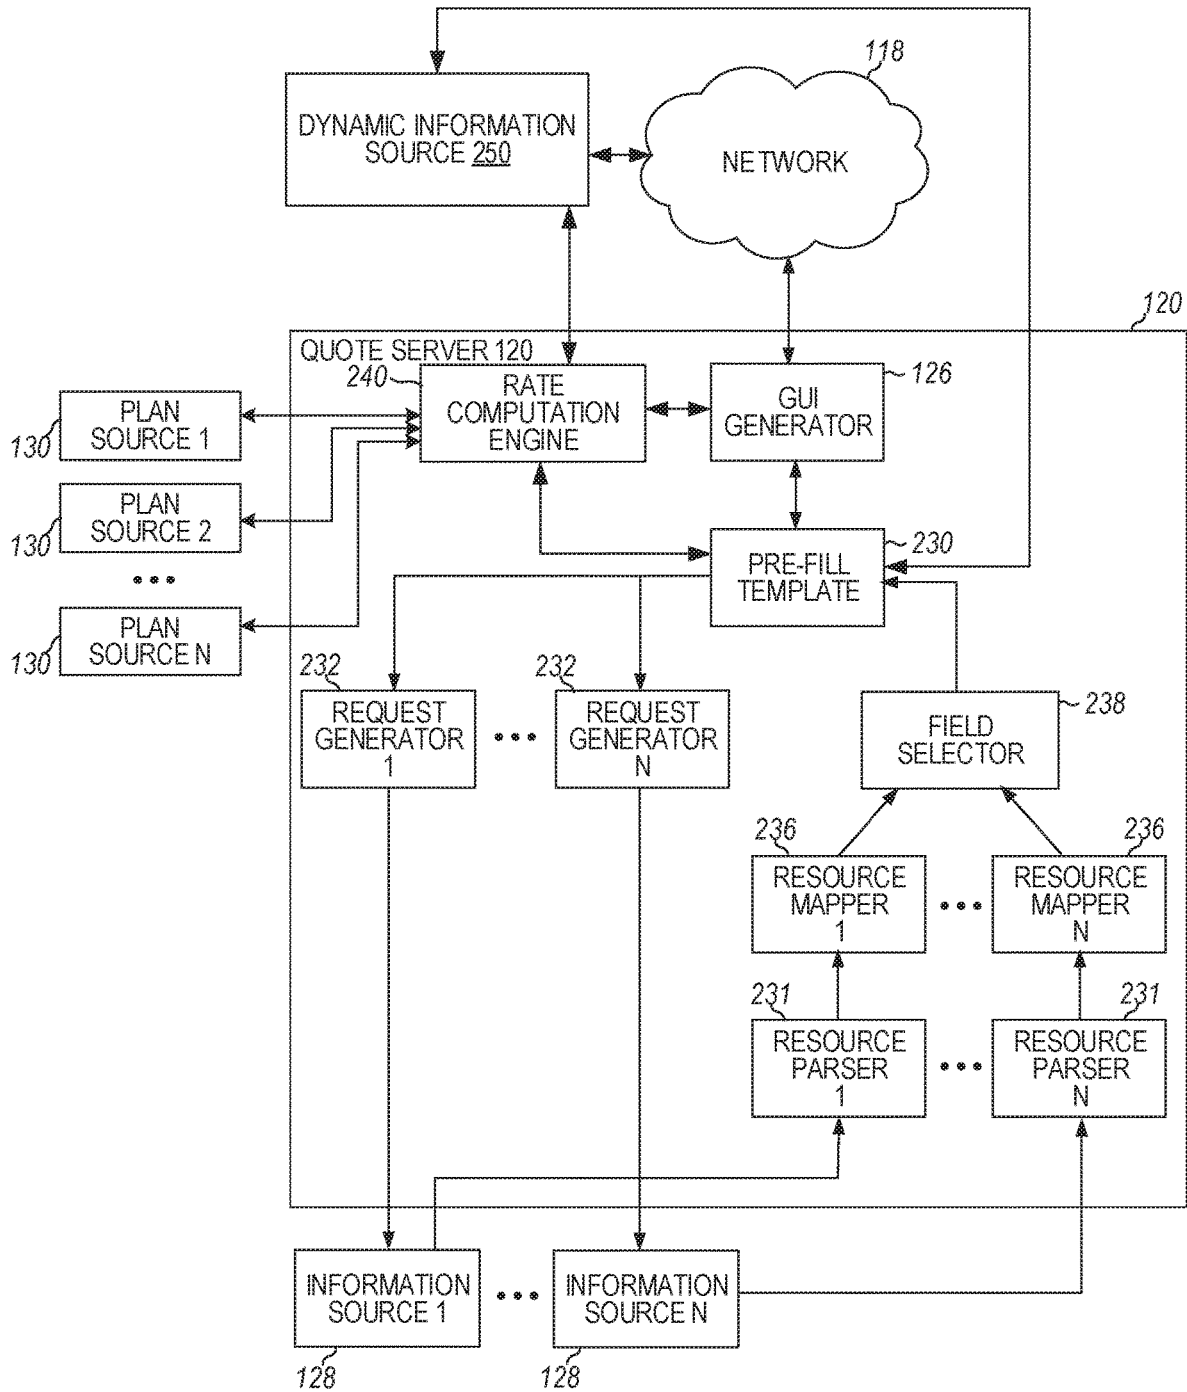 118
DYNAMIC INFORMATION
SOURCE 250
NETWORK
120
QUOTE SERVER 120
240
RATE
COMPUTATION
ENGINE
126
GUI
GENERATOR
130
PLAN
SOURCE 1
130
PLAN
SOURCE 2
130
PLAN
SOURCE N
230
PRE-FILL
TEMPLATE
232
REQUEST
GENERATOR
1
232
REQUEST
GENERATOR
N
238
FIELD
SELECTOR
236
RESOURCE
MAPPER
1
236
RESOURCE
MAPPER
N
231
RESOURCE
PARSER
1
231
RESOURCE
PARSER
N
INFORMATION
SOURCE 1
128
INFORMATION
SOURCE N
128